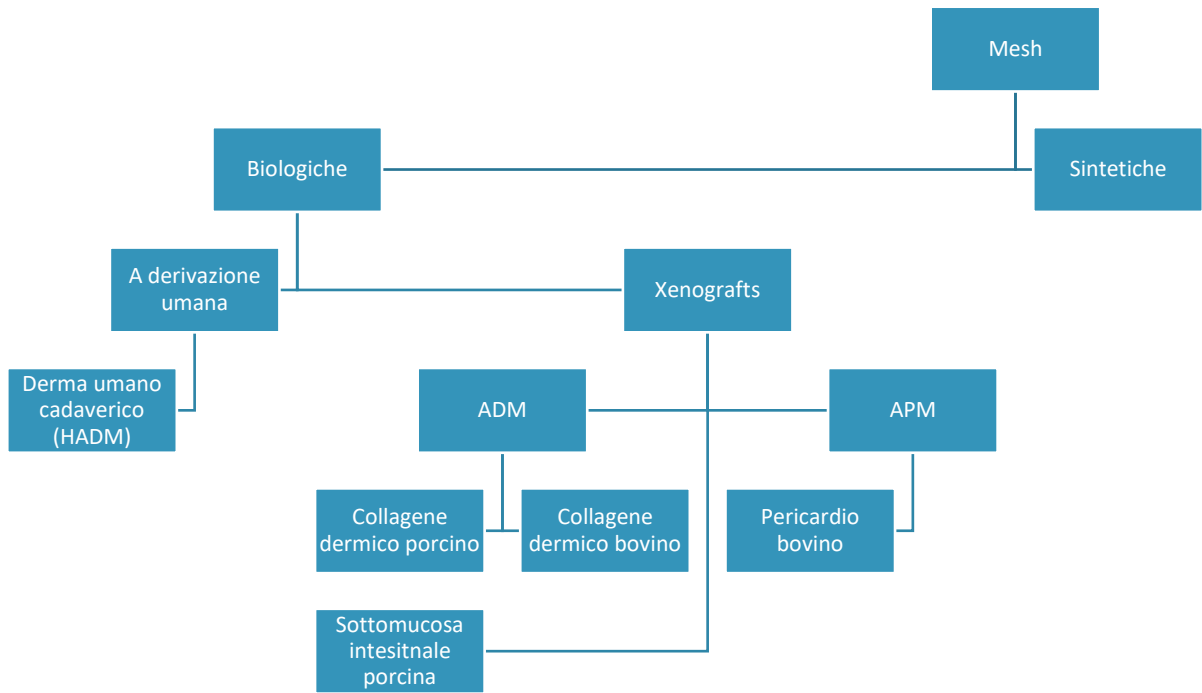 Mesh
Biologiche
Sintetiche
A derivazione
umana
Xenografts
Derma umano
cadaverico
(HADM)
ADM
APM
Collagene
dermico porcino
Collagene
dermico bovino
Pericardio
bovino
Sottomucosa
intesitnale
porcina